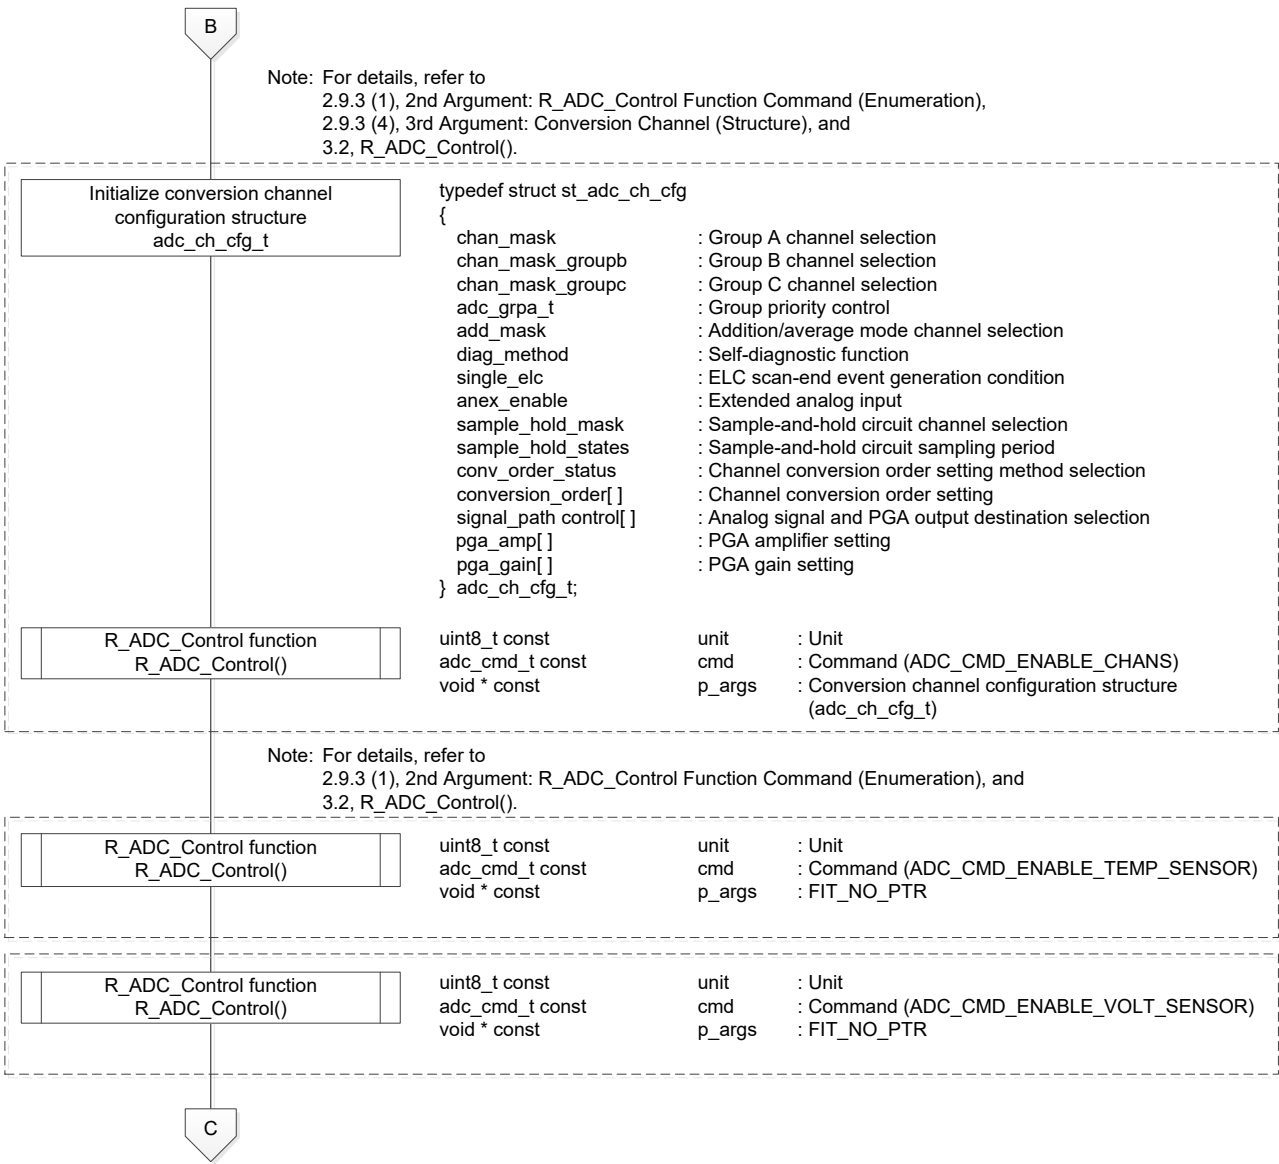 B
Note: For details, refer to
2.9.3 (1), 2nd Argument: R_ADC_Control Function Command (Enumeration),
2.9.3 (4), 3rd Argument: Conversion Channel (Structure), and
3.2, R_ADC_Control().
Initialize conversion channel
configuration structure
adc_ch_cfg_t
typedef struct st_adc_ch_cfg
{
chan_mask : Group A channel selection
chan_mask_groupb : Group B channel selection
chan_mask_groupc : Group C channel selection
adc_grpa_t : Group priority control
add_mask : Addition/average mode channel selection
diag_method : Self-diagnostic function
single_elc : ELC scan-end event generation condition
anex_enable : Extended analog input
sample_hold_mask : Sample-and-hold circuit channel selection
sample_hold_states : Sample-and-hold circuit sampling period
conv_order_status : Channel conversion order setting method selection
conversion_order[ ] : Channel conversion order setting
signal_path control[ ] : Analog signal and PGA output destination selection
pga_amp[ ] : PGA amplifier setting
pga_gain[ ] : PGA gain setting
} adc_ch_cfg_t;
R_ADC_Control function
R_ADC_Control()
uint8_t const unit : Unit
adc_cmd_t const cmd : Command (ADC_CMD_ENABLE_CHANS)
void * const p_args : Conversion channel configuration structure
(adc_ch_cfg_t)
Note: For details, refer to
2.9.3 (1), 2nd Argument: R_ADC_Control Function Command (Enumeration), and
3.2, R_ADC_Control().
R_ADC_Control function
R_ADC_Control()
uint8_t const unit : Unit
adc_cmd_t const cmd : Command (ADC_CMD_ENABLE_TEMP_SENSOR)
void * const p_args : FIT_NO_PTR
R_ADC_Control function
R_ADC_Control()
uint8_t const unit : Unit
adc_cmd_t const cmd : Command (ADC_CMD_ENABLE_VOLT_SENSOR)
void * const p_args : FIT_NO_PTR
C